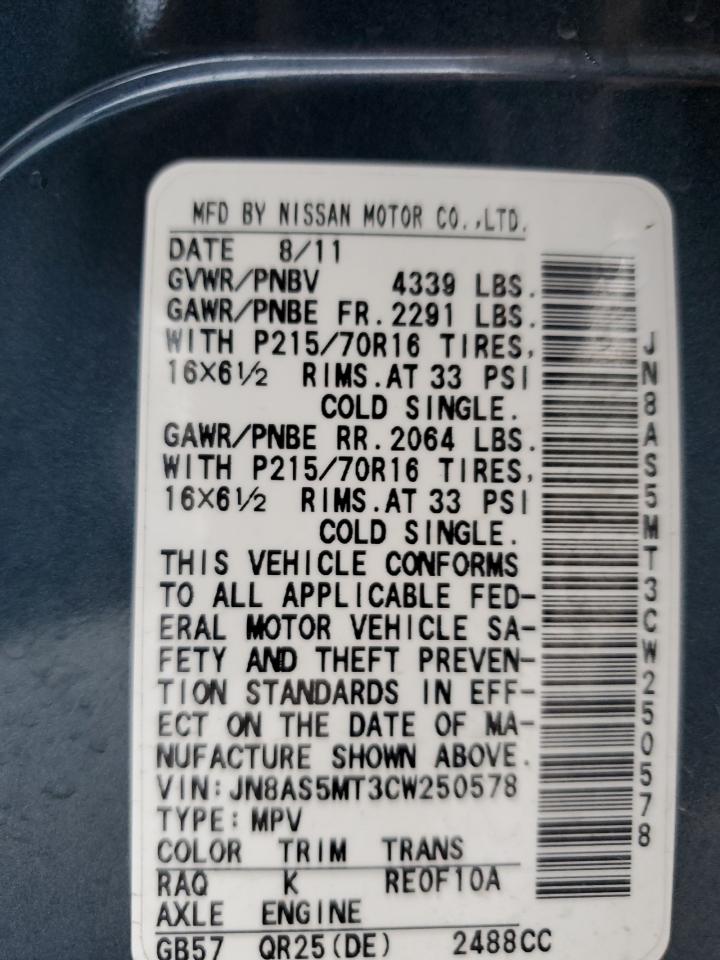 MFD BY NISSAN MOTOR CO.,LTD.
DATE 8/11
GVWR/PNBV 4339 LBS.
GAWR/PNBE FR.2291 LBS.
WITH P215/70R16 TIRES,
16X6½ RIMS.AT 33 PSI
COLD SINGLE.
GAWR/PNBE RR.2064 LBS.
WITH P215/70R16 TIRES,
16X6½ RIMS.AT 33 PSI
COLD SINGLE.
THIS VEHICLE CONFORMS
TO ALL APPLICABLE FED-
ERAL MOTOR VEHICLE SA-
FETY AND THEFT PREVEN-
TION STANDARDS IN EFF-
ECT ON THE DATE OF MA-
NUFACTURE SHOWN ABOVE.
VIN:JN8AS5MT3CW250578
TYPE:MPV
COLOR TRIM TRANS
RAQ K RE0F10A
AXLE ENGINE
GB57 QR25(DE) 2488CC
JN8AS5MT3CW250578